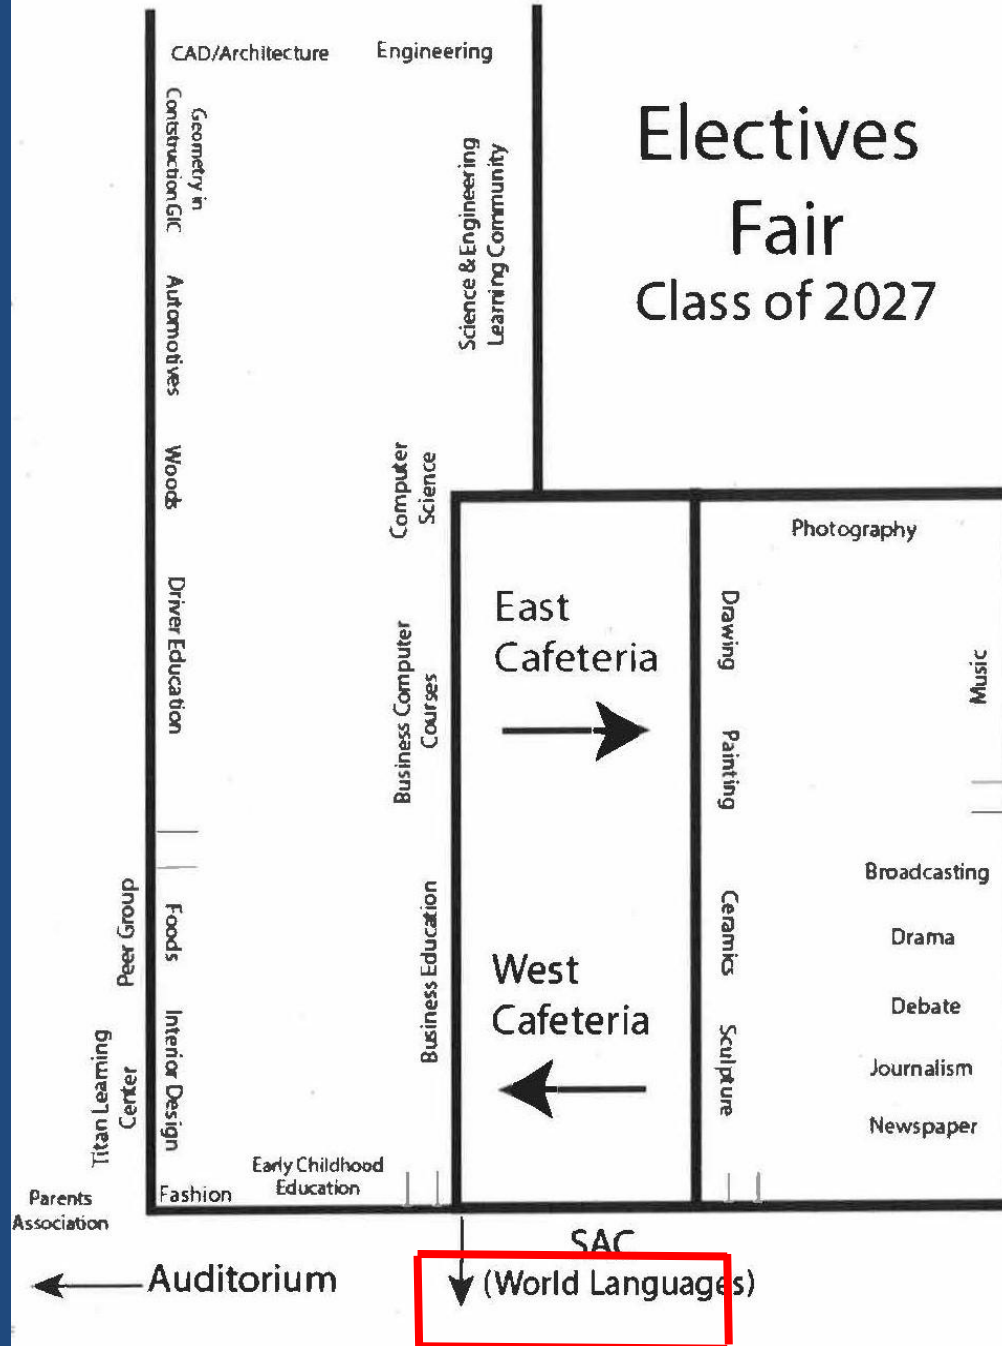 CAD/Architecture
Engineering
Electives
Fair
Class of 2027
Geometry in
Contstruction GIC
Science & Engineering
Learning Community
Automotives
Woods
Computer
Science
Photography
Driver Education
East
Cafeteria
Drawing
Music
Business Computer
Courses
Painting
Broadcasting
Peer Group
Foods
Business Education
West
Cafeteria
Ceramics
Drama
Debate
Titan Learning
Center
Interior Design
Sculpture
Journalism
Newspaper
Parents
Association
Fashion
Early Childhood
Education
SAC
(World Languages)
Auditorium